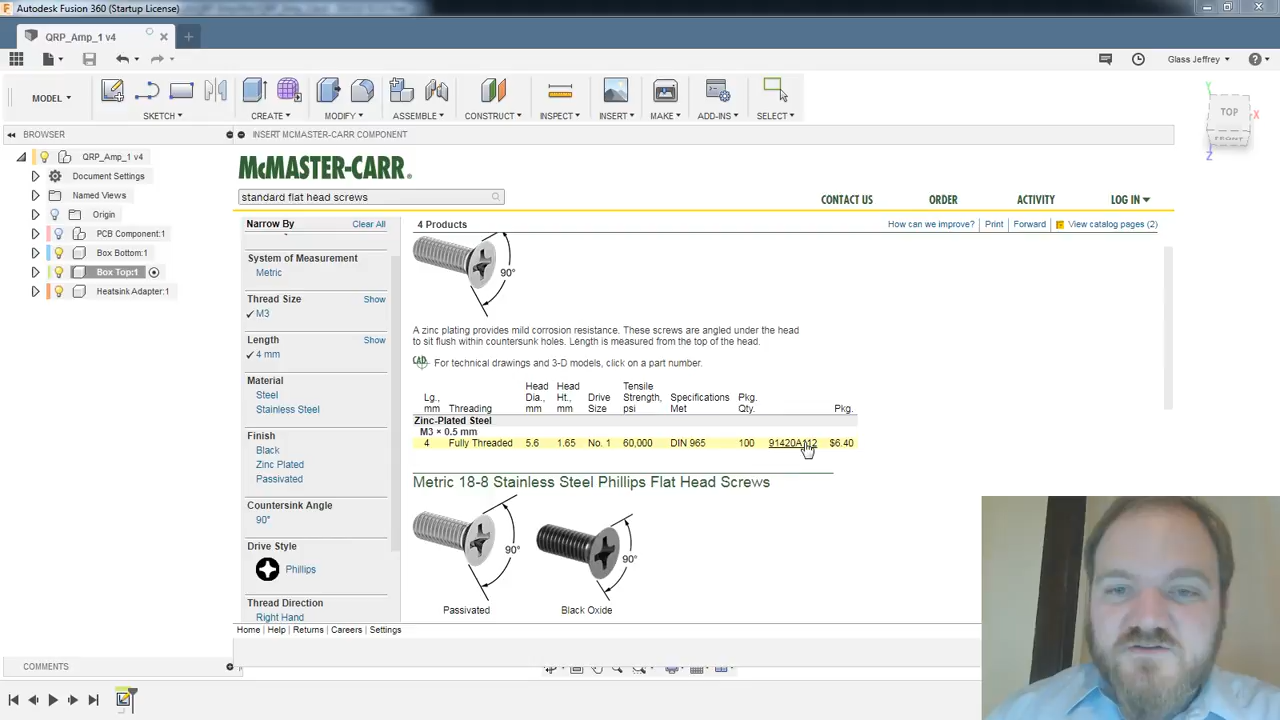 Autodesk Fusion 360 (Startup License)
QRP_Amp_1 v4
Glass Jeffrey
MODEL
SKETCH
CREATE
MODIFY
ASSEMBLE
CONSTRUCT
INSPECT
INSERT
MAKE
ADD-INS
SELECT
TOP
FRONT
Y
X
Z
BROWSER
INSERT MCMASTER-CARR COMPONENT
QRP_Amp_1 v4
Document Settings
Named Views
Origin
PCB Component:1
Box Bottom:1
Box Top:1
Heatsink Adapter:1
McMASTER-CARR.
standard flat head screws
CONTACT US
ORDER
ACTIVITY
LOG IN
Narrow By
Clear All
4 Products
How can we improve?
Print
Forward
View catalog pages (2)
System of Measurement
Metric
Thread Size
Show
M3
Length
Show
4 mm
Material
Steel
Stainless Steel
Finish
Black
Zinc Plated
Passivated
Countersink Angle
90°
Drive Style
Phillips
Thread Direction
Right Hand
90°
A zinc plating provides mild corrosion resistance. These screws are angled under the head
to sit flush within countersunk holes. Length is measured from the top of the head.
CAD
For technical drawings and 3-D models, click on a part number.
Lg., mm
Threading
Head Dia., mm
Head Ht., mm
Drive Size
Tensile Strength, psi
Specifications Met
Pkg. Qty.
Pkg.
Zinc-Plated Steel
M3 × 0.5 mm
4 Fully Threaded 5.6 1.65 No. 1 60,000 DIN 965 100 $6.40
Metric 18-8 Stainless Steel Phillips Flat Head Screws
90°
90°
Passivated
Black Oxide
Home | Help | Returns | Careers | Settings
COMMENTS